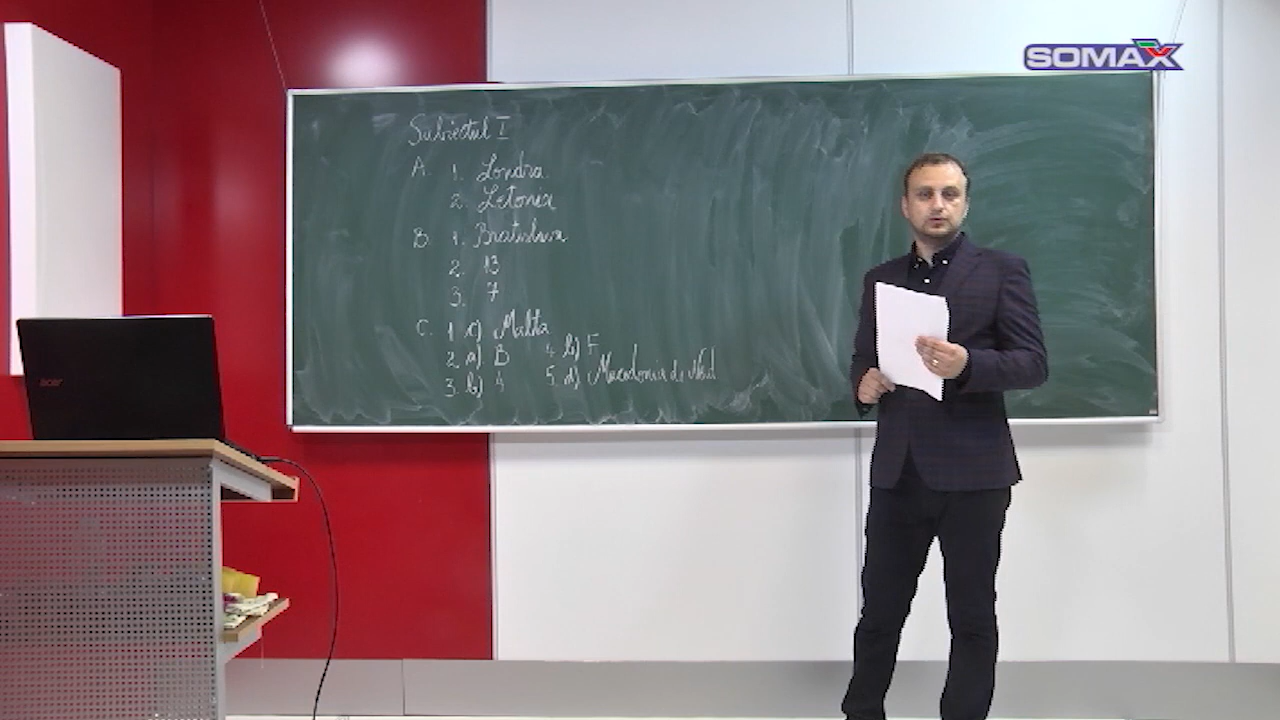 SOMAX
Subiectul I
A. 1. Londra
2. Letonia
B. 1. Bratislava
2. 13
3. 7
C. 1. c) Malta
2. a) B
3. b) 4
4. b) F
5. d) Macedonia de Nord
acer